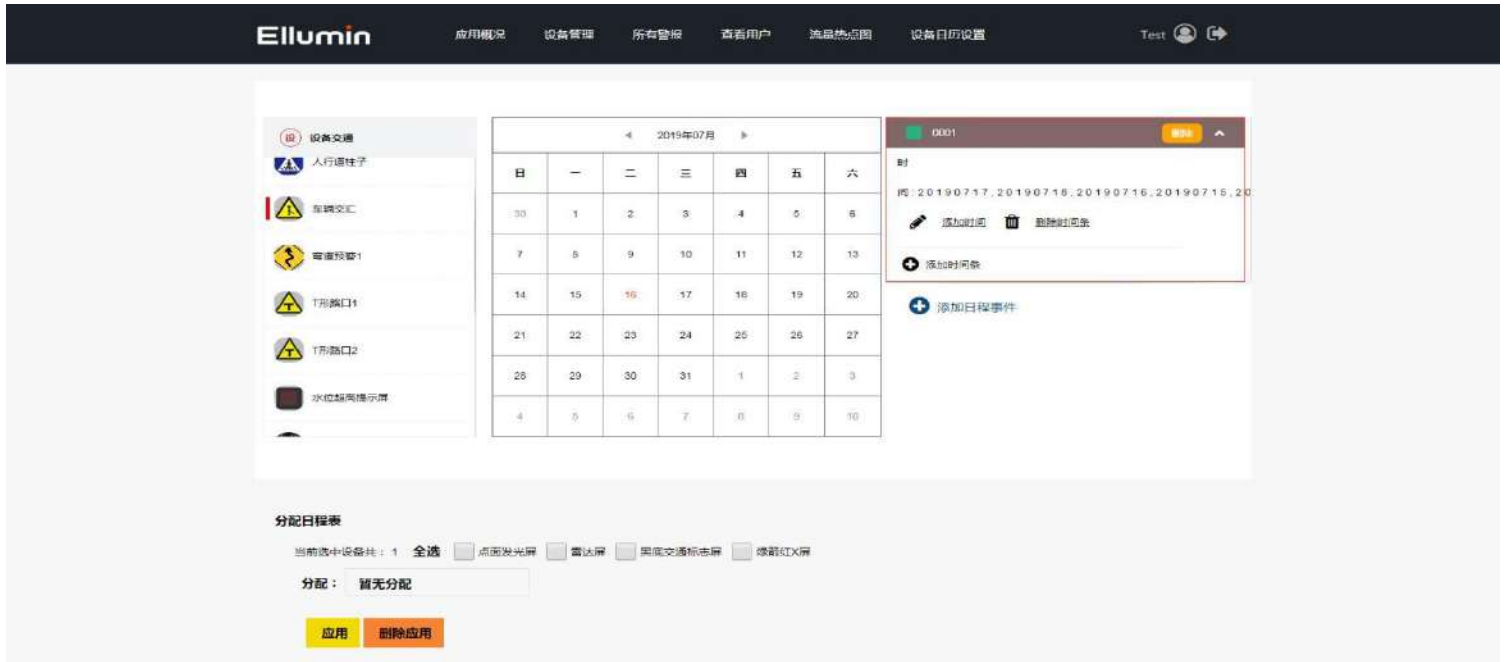 Ellumin 应用概况 设备管理 所有警报 查看用户 流量热点图 设备日历设置 Test
设 设备交通
人行道柱子
车辆交汇
弯道预警1
T形路口1
T形路口2
水位超高提示屏
2019年07月
日 一 二 三 四 五 六
30 1 2 3 4 5 6
7 8 9 10 11 12 13
14 15 16 17 18 19 20
21 22 23 24 25 26 27
28 29 30 31 1 2 3
4 5 6 7 8 9 10
0001 删除
时
间:20190717,20190718,20190716,20190715,20
添加时间 删除时间条
添加时间条
添加日程事件
分配日程表
当前选中设备共: 1 全选 点面发光屏 雷达屏 黑底交通标志屏 绿箭红X屏
分配: 暂无分配
应用 删除应用